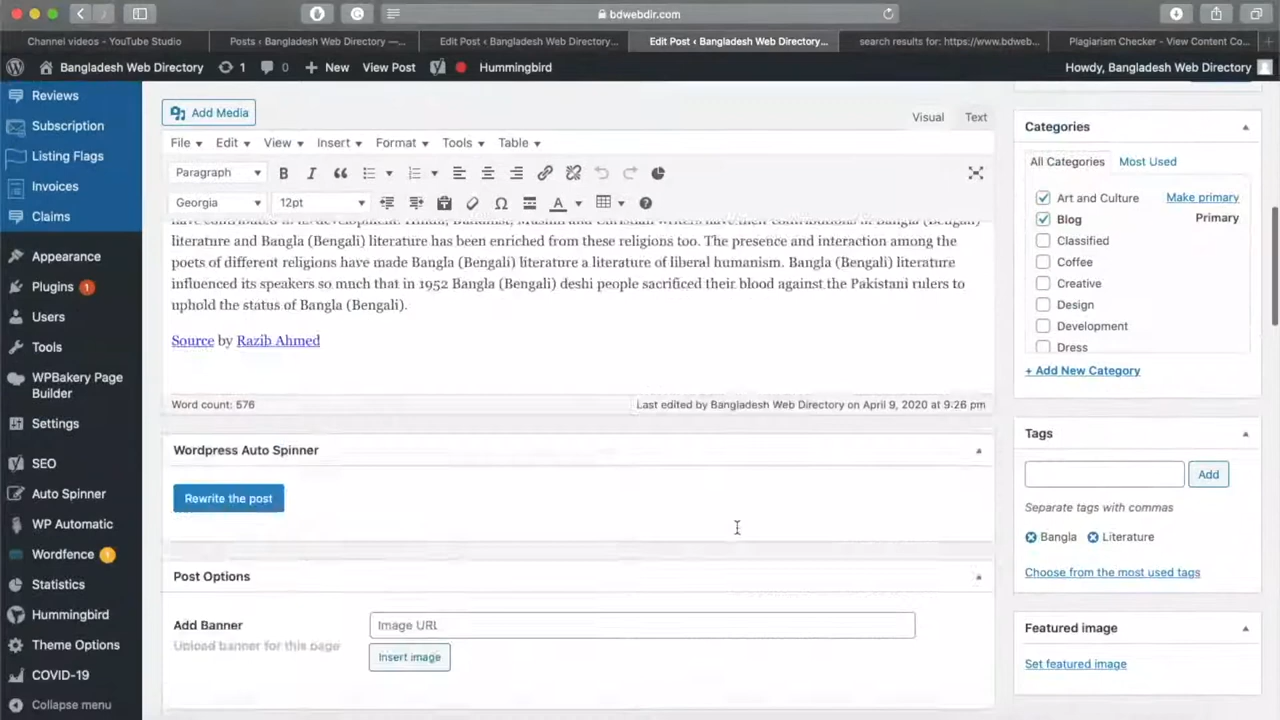 bdwebdir.com
Channel videos - YouTube Studio
Posts ‹ Bangladesh Web Directory —...
Edit Post ‹ Bangladesh Web Directory...
Edit Post ‹ Bangladesh Web Directory...
search results for: https://www.bdweb...
Plagiarism Checker - View Content Co...
Bangladesh Web Directory
1
0
New
View Post
Hummingbird
Howdy, Bangladesh Web Directory
Reviews
Subscription
Listing Flags
Invoices
Claims
Appearance
Plugins 1
Users
Tools
WPBakery Page
Builder
Settings
SEO
Auto Spinner
WP Automatic
Wordfence 1
Statistics
Hummingbird
Theme Options
COVID-19
Collapse menu
Add Media
Visual
Text
File
Edit
View
Insert
Format
Tools
Table
Paragraph
Georgia
12pt
literature and Bangla (Bengali) literature has been enriched from these religions too. The presence and interaction among the
poets of different religions have made Bangla (Bengali) literature a literature of liberal humanism. Bangla (Bengali) literature
influenced its speakers so much that in 1952 Bangla (Bengali) deshi people sacrificed their blood against the Pakistani rulers to
uphold the status of Bangla (Bengali).
Source by Razib Ahmed
Word count: 576
Last edited by Bangladesh Web Directory on April 9, 2020 at 9:26 pm
Wordpress Auto Spinner
Rewrite the post
Post Options
Add Banner
Image URL
Upload banner for this page
Insert image
Categories
All Categories
Most Used
Art and Culture
Make primary
Blog
Primary
Classified
Coffee
Creative
Design
Development
Dress
+ Add New Category
Tags
Add
Separate tags with commas
Bangla
Literature
Choose from the most used tags
Featured image
Set featured image